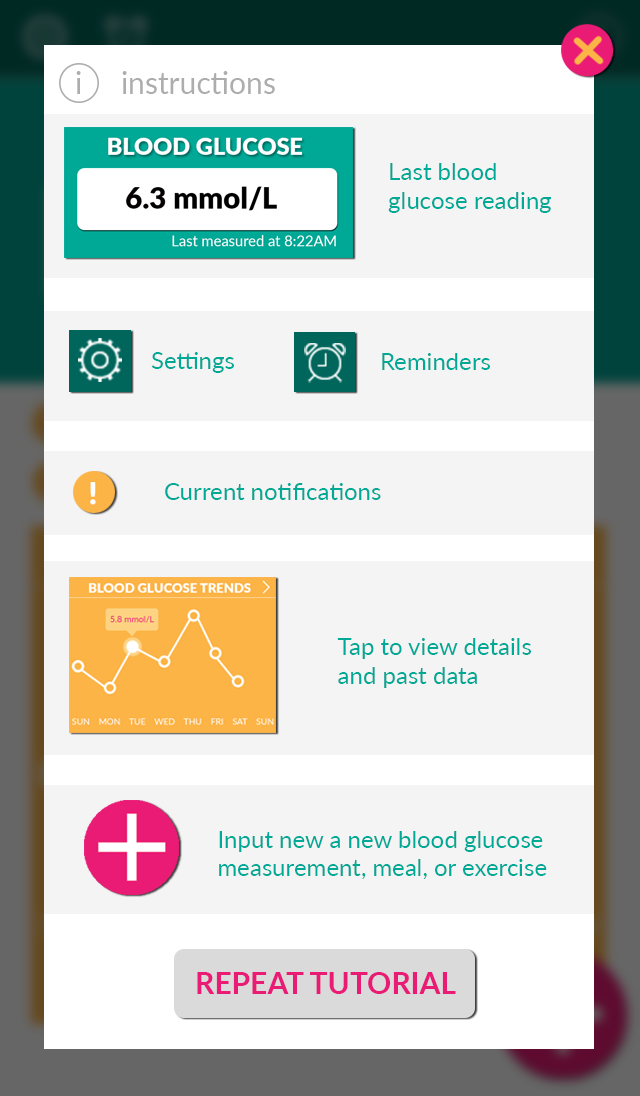 i instructions
BLOOD GLUCOSE
6.3 mmol/L
Last measured at 8:22AM
Last blood
glucose reading
Settings
Reminders
! Current notifications
BLOOD GLUCOSE TRENDS
5.8 mmol/L
SUN MON TUE WED THU FRI SAT SUN
Tap to view details
and past data
Input new a new blood glucose
measurement, meal, or exercise
REPEAT TUTORIAL